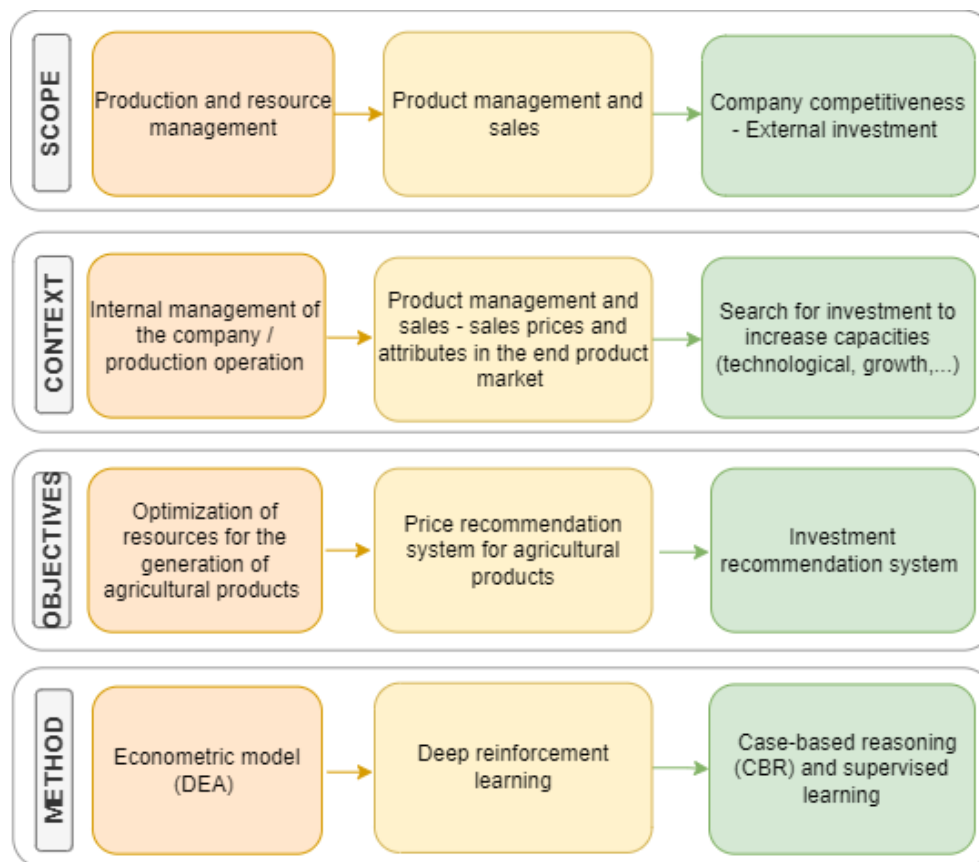 SCOPE
Production and resource
management
Product management and
sales
Company competitiveness
- External investment
CONTEXT
Internal management of
the company /
production operation
Product management and
sales - sales prices and
attributes in the end product
market
Search for investment to
increase capacities
(technological, growth,...)
OBJECTIVES
Optimization of
resources for the
generation of
agricultural products
Price recommendation
system for agricultural
products
Investment
recommendation system
METHOD
Econometric model
(DEA)
Deep reinforcement
learning
Case-based reasoning
(CBR) and supervised
learning